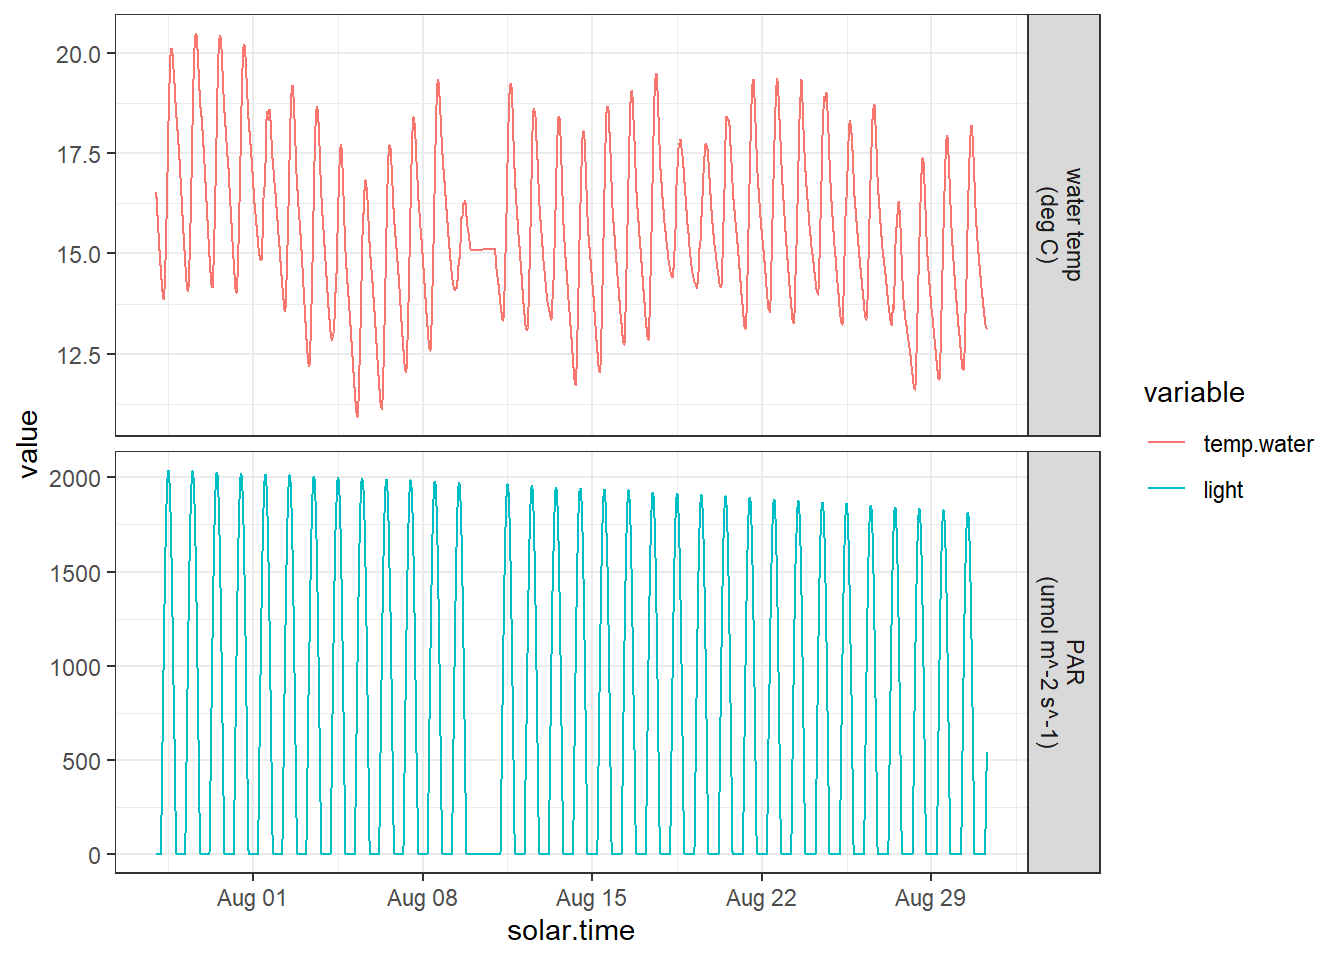 20.0
17.5
15.0
12.5
water temp
(deg C)
2000
1500
1000
500
0
PAR
(umol m^-2 s^-1)
value
Aug 01
Aug 08
Aug 15
Aug 22
Aug 29
solar.time
variable
temp.water
light